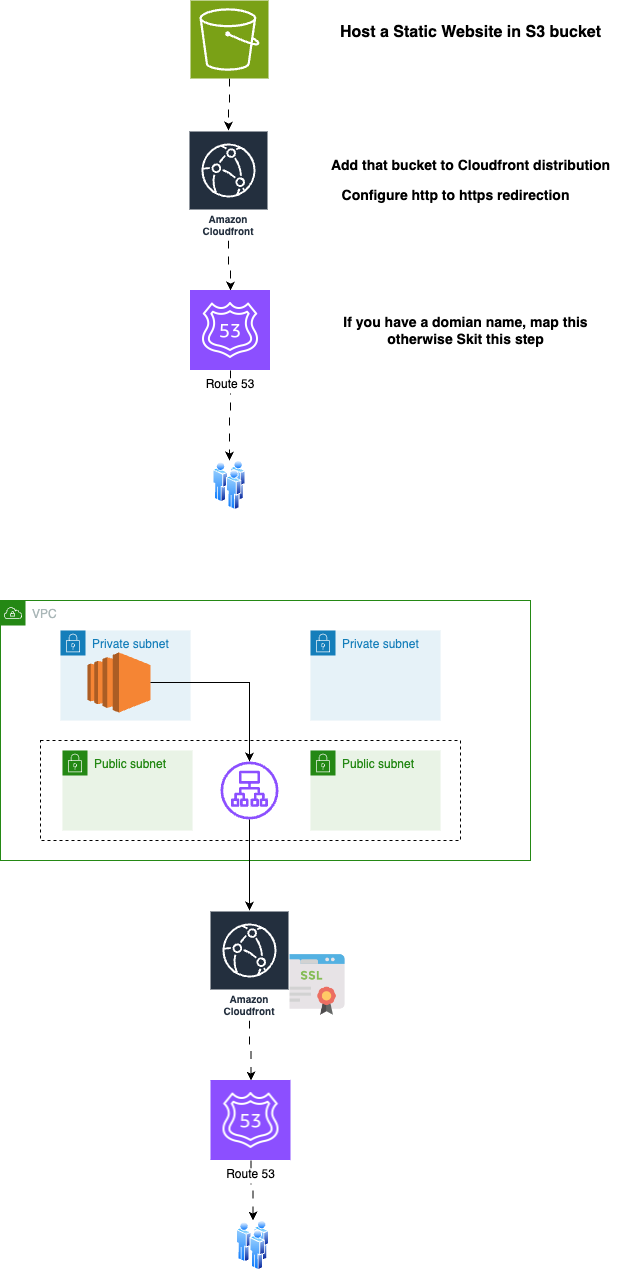 Host a Static Website in S3 bucket
Add that bucket to Cloudfront distribution
Configure http to https redirection
Amazon
Cloudfront
53
If you have a domian name, map this
otherwise Skit this step
Route 53
VPC
Private subnet
Private subnet
Public subnet
Public subnet
SSL
Amazon
Cloudfront
53
Route 53